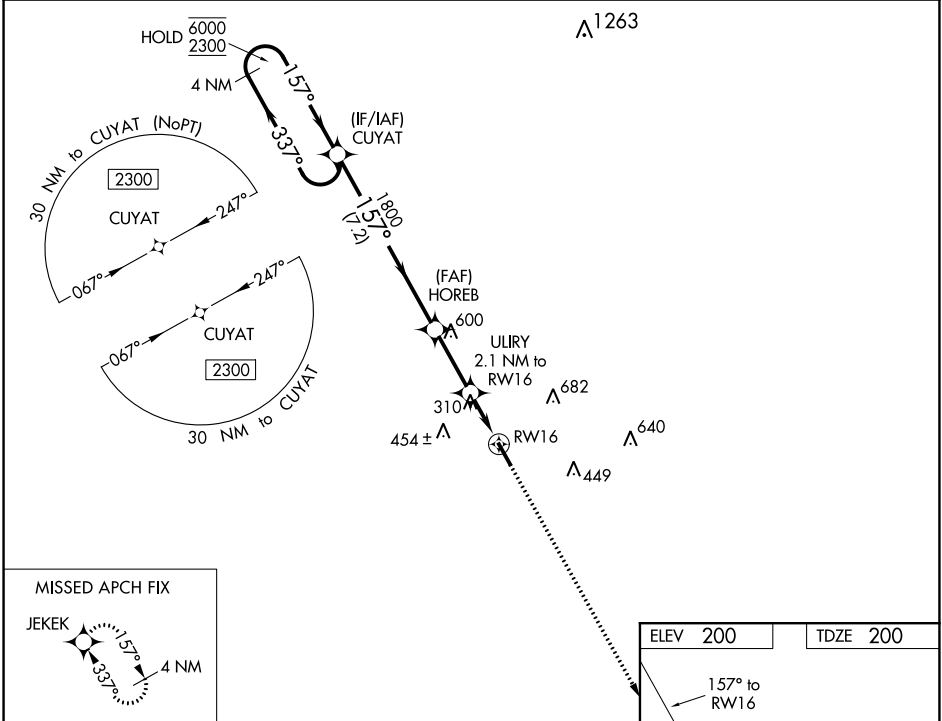 1263
HOLD 6000
2300
4 NM
157°
337°
(IF/IAF)
CUYAT
30 NM to CUYAT (NoPT)
2300
CUYAT
247°
067°
1800
157°
(7.2)
247°
067°
CUYAT
2300
30 NM to CUYAT
(FAF)
HOREB
600
ULIRY
2.1 NM to
RW16
682
310
454 ±
RW16
640
449
MISSED APCH FIX
JEKEK
157°
337°
4 NM
ELEV 200
TDZE 200
157° to
RW16